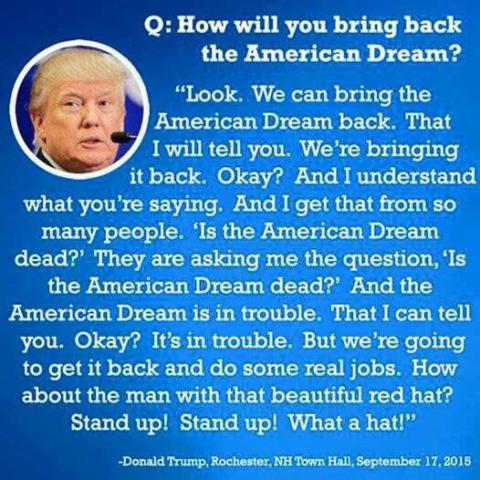 Q: How will you bring back
the American Dream?
“Look. We can bring the
American Dream back. That
I will tell you. We’re bringing
it back. Okay? And I understand
what you’re saying. And I get that from so
many people. ‘Is the American Dream
dead?’ They are asking me the question, ‘Is
the American Dream dead?’ And the
American Dream is in trouble. That I can tell
you. Okay? It’s in trouble. But we’re going
to get it back and do some real jobs. How
about the man with that beautiful red hat?
Stand up! Stand up! What a hat!”
-Donald Trump, Rochester, NH Town Hall, September 17, 2015